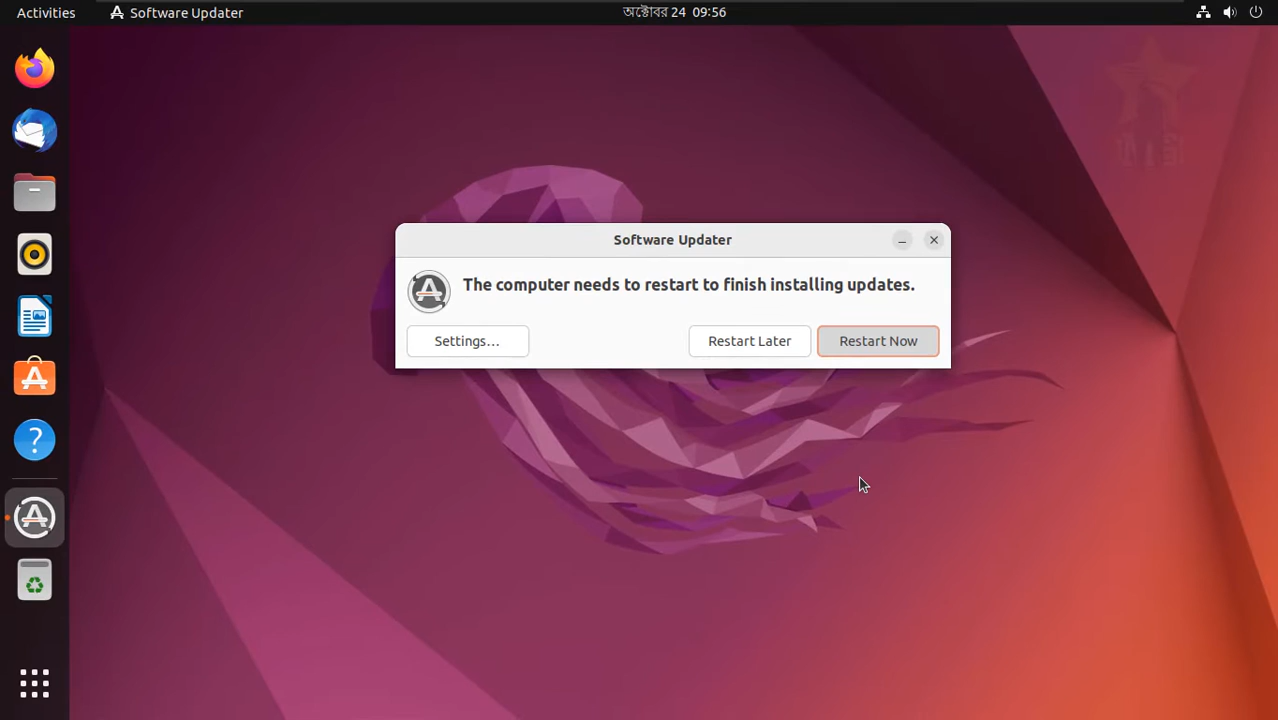 Activities
Software Updater
অক্টোবর 24 09:56
Software Updater
The computer needs to restart to finish installing updates.
Settings...
Restart Later
Restart Now